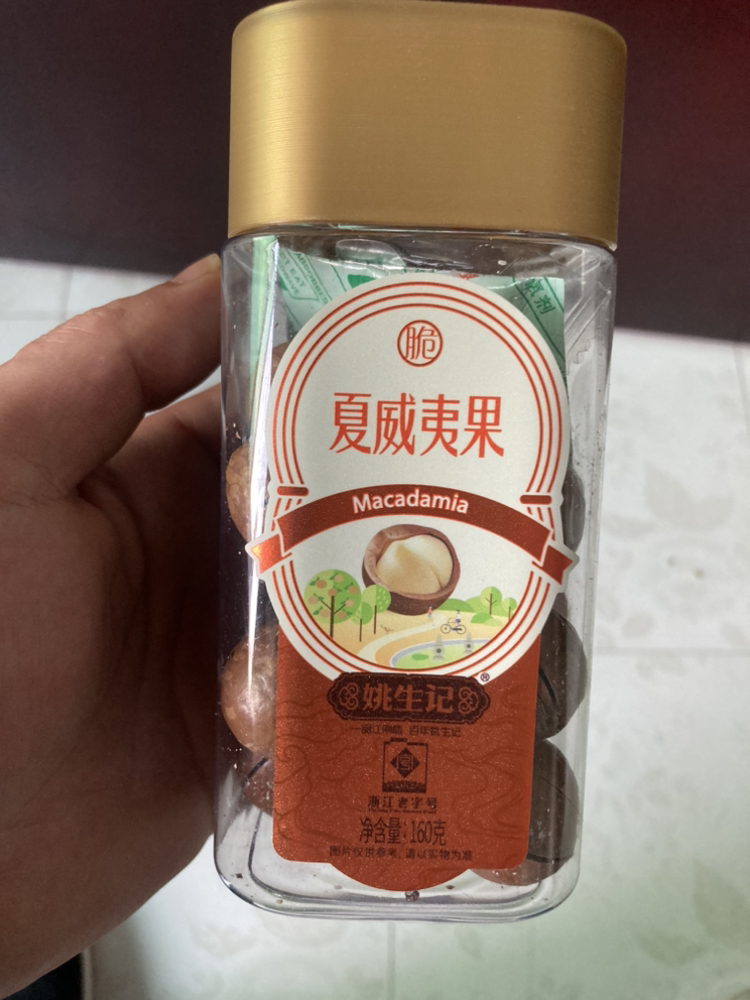 脆
夏威夷果
Macadamia
姚生记®
浙江老字号
净含量:160克
图片仅供参考,请以实物为准